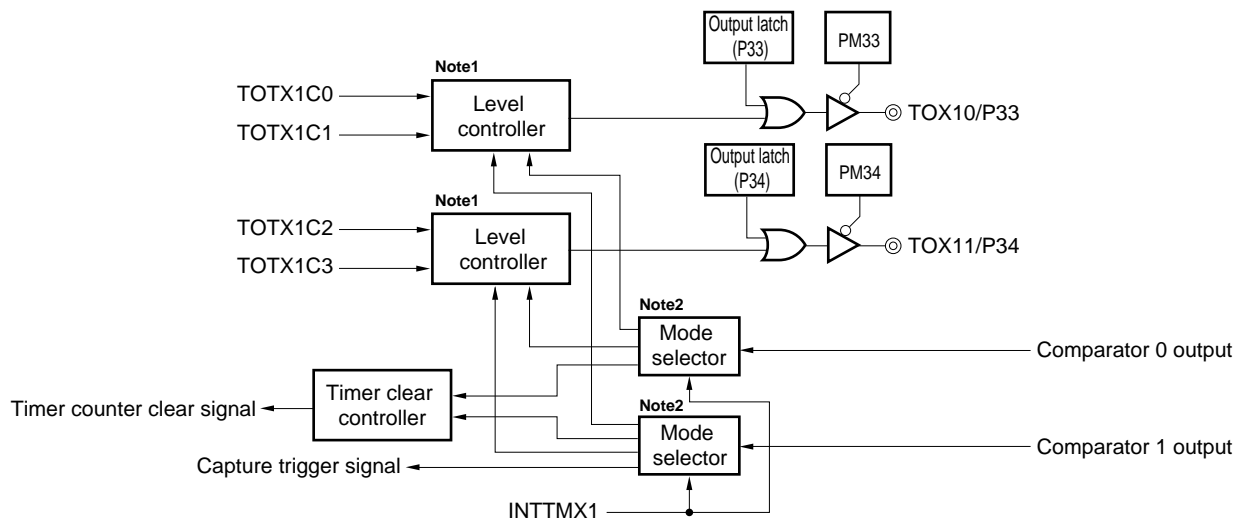 Output latch
(P33)
PM33
Note1
TOTX1C0
TOTX1C1
Level
controller
TOX10/P33
Output latch
(P34)
PM34
Note1
TOTX1C2
TOTX1C3
Level
controller
TOX11/P34
Note2
Mode
selector
Comparator 0 output
Timer clear
controller
Timer counter clear signal
Note2
Mode
selector
Comparator 1 output
Capture trigger signal
INTTMX1